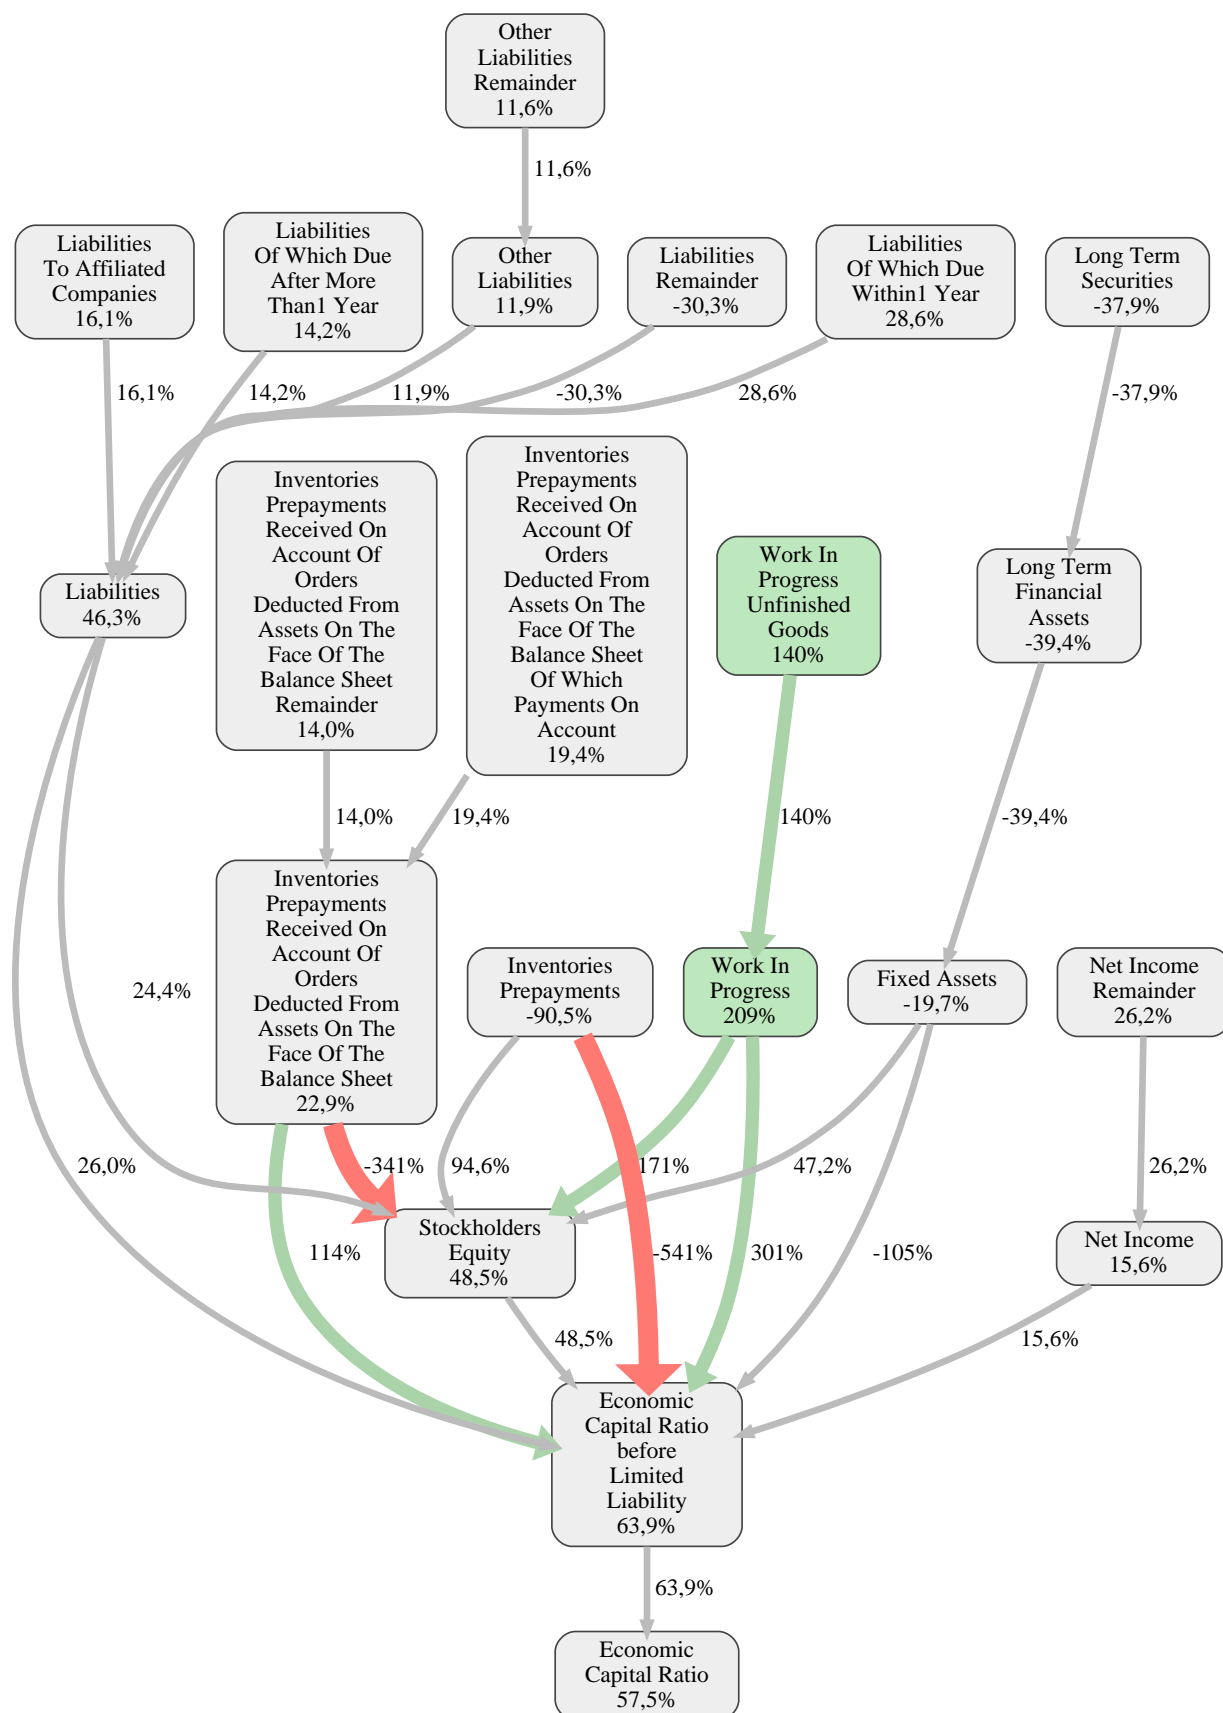 Other
Liabilities
Remainder
11,6%
11,6%
Liabilities
To Affiliated
Companies
16,1%
Liabilities
Of Which Due
After More
Than1 Year
14,2%
Other
Liabilities
11,9%
Liabilities
Remainder
-30,3%
Liabilities
Of Which Due
Within1 Year
28,6%
Long Term
Securities
-37,9%
16,1%
14,2%
11,9%
-30,3%
28,6%
-37,9%
Liabilities
46,3%
Inventories
Prepayments
Received On
Account Of
Orders
Deducted From
Assets On The
Face Of The
Balance Sheet
Remainder
14,0%
Inventories
Prepayments
Received On
Account Of
Orders
Deducted From
Assets On The
Face Of The
Balance Sheet
Of Which
Payments On
Account
19,4%
Work In
Progress
Unfinished
Goods
140%
Long Term
Financial
Assets
-39,4%
14,0%
19,4%
140%
-39,4%
Inventories
Prepayments
Received On
Account Of
Orders
Deducted From
Assets On The
Face Of The
Balance Sheet
22,9%
24,4%
Inventories
Prepayments
-90,5%
Work In
Progress
209%
Fixed Assets
-19,7%
Net Income
Remainder
26,2%
26,0%
-341%
94,6%
171%
47,2%
26,2%
Stockholders
Equity
48,5%
114%
-541%
301%
-105%
Net Income
15,6%
48,5%
15,6%
Economic
Capital Ratio
before
Limited
Liability
63,9%
63,9%
Economic
Capital Ratio
57,5%